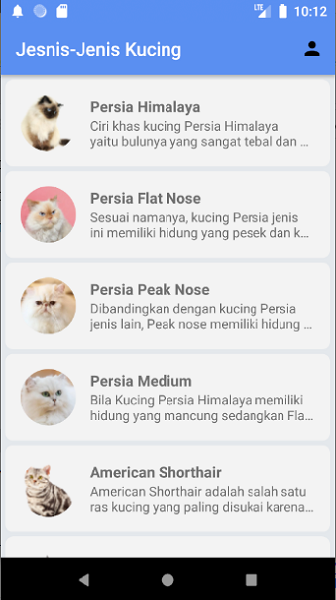 LTE 10:12
Jesnis-Jenis Kucing
Persia Himalaya
Ciri khas kucing Persia Himalaya
yaitu bulunya yang sangat tebal dan ...
Persia Flat Nose
Sesuai namanya, kucing Persia jenis
ini memiliki hidung yang pesek dan k...
Persia Peak Nose
Dibandingkan dengan kucing Persia
jenis lain, Peak nose memiliki hidung ...
Persia Medium
Bila Kucing Persia Himalaya memiliki
hidung yang mancung sedangkan Fla...
American Shorthair
American Shorthair adalah salah satu
ras kucing yang paling disukai karena...